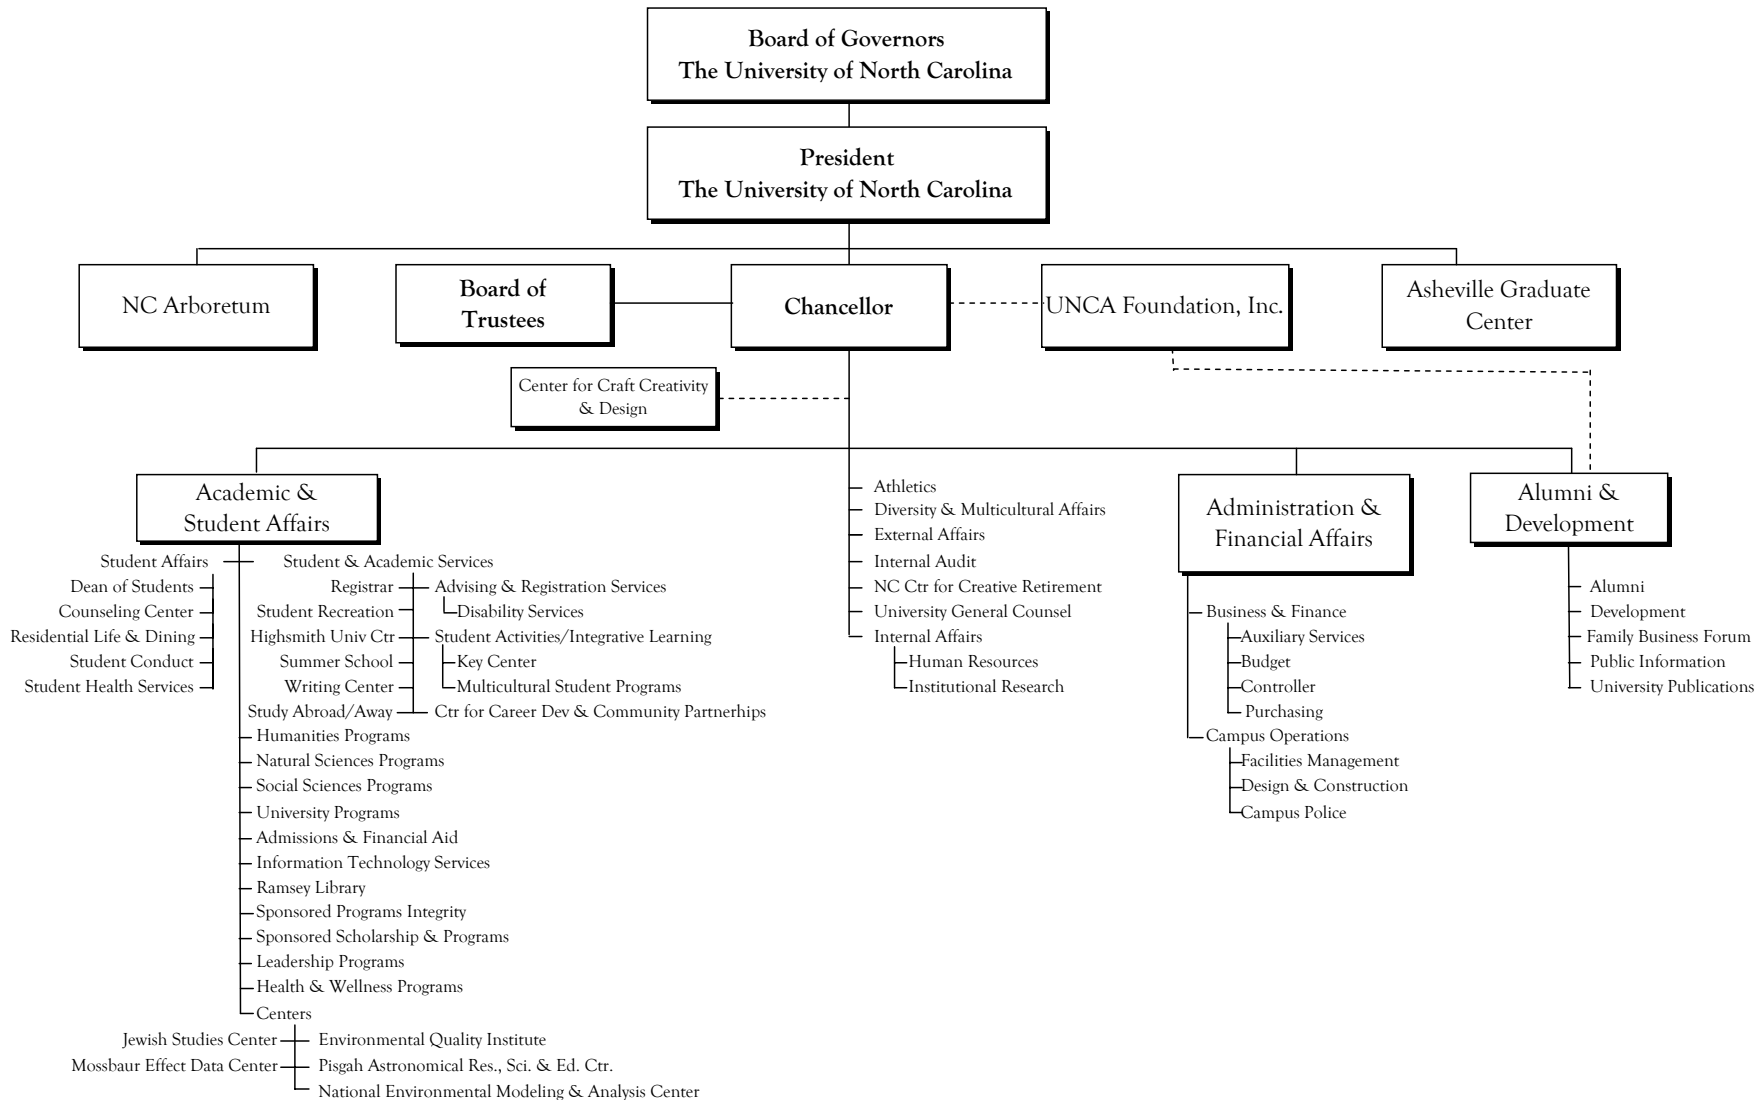 Board of Governors
The University of North Carolina
President
The University of North Carolina
NC Arboretum
Board of
Trustees
Chancellor
UNCA Foundation, Inc.
Asheville Graduate
Center
Center for Craft Creativity
& Design
Academic &
Student Affairs
Student Affairs
Dean of Students
Counseling Center
Residential Life & Dining
Student Conduct
Student Health Services
Student & Academic Services
Registrar
Student Recreation
Highsmith Univ Ctr
Summer School
Writing Center
Study Abroad/Away
Advising & Registration Services
Disability Services
Student Activities/Integrative Learning
Key Center
Multicultural Student Programs
Ctr for Career Dev & Community Partnerhips
Humanities Programs
Natural Sciences Programs
Social Sciences Programs
University Programs
Admissions & Financial Aid
Information Technology Services
Ramsey Library
Sponsored Programs Integrity
Sponsored Scholarship & Programs
Leadership Programs
Health & Wellness Programs
Centers
Jewish Studies Center
Mossbaur Effect Data Center
Environmental Quality Institute
Pisgah Astronomical Res., Sci. & Ed. Ctr.
National Environmental Modeling & Analysis Center
Athletics
Diversity & Multicultural Affairs
External Affairs
Internal Audit
NC Ctr for Creative Retirement
University General Counsel
Internal Affairs
Human Resources
Institutional Research
Administration &
Financial Affairs
Business & Finance
Auxiliary Services
Budget
Controller
Purchasing
Campus Operations
Facilities Management
Design & Construction
Campus Police
Alumni &
Development
Alumni
Development
Family Business Forum
Public Information
University Publications